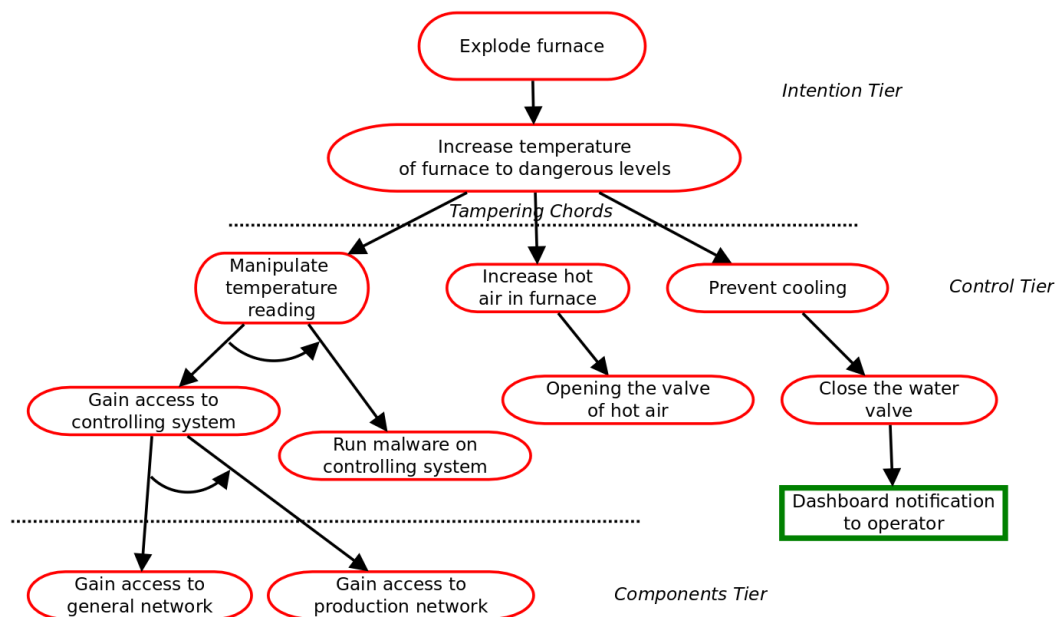 Explode furnace
Intention Tier
Increase temperature
of furnace to dangerous levels
Tampering Chords
Manipulate
temperature
reading
Increase hot
air in furnace
Prevent cooling
Control Tier
Gain access to
controlling system
Opening the valve
of hot air
Close the water
valve
Run malware on
controlling system
Dashboard notification
to operator
Gain access to
general network
Gain access to
production network
Components Tier